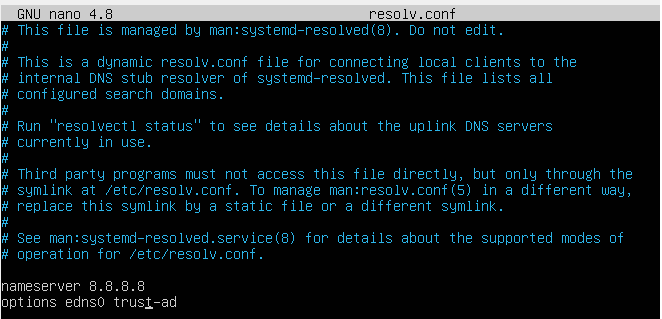 GNU nano 4.8 resolv.conf
# This file is managed by man:systemd-resolved(8). Do not edit.
#
# This is a dynamic resolv.conf file for connecting local clients to the
# internal DNS stub resolver of systemd-resolved. This file lists all
# configured search domains.
#
# Run "resolvectl status" to see details about the uplink DNS servers
# currently in use.
#
# Third party programs must not access this file directly, but only through the
# symlink at /etc/resolv.conf. To manage man:resolv.conf(5) in a different way,
# replace this symlink by a static file or a different symlink.
#
# See man:systemd-resolved.service(8) for details about the supported modes of
# operation for /etc/resolv.conf.
nameserver 8.8.8.8
options edns0 trust-ad